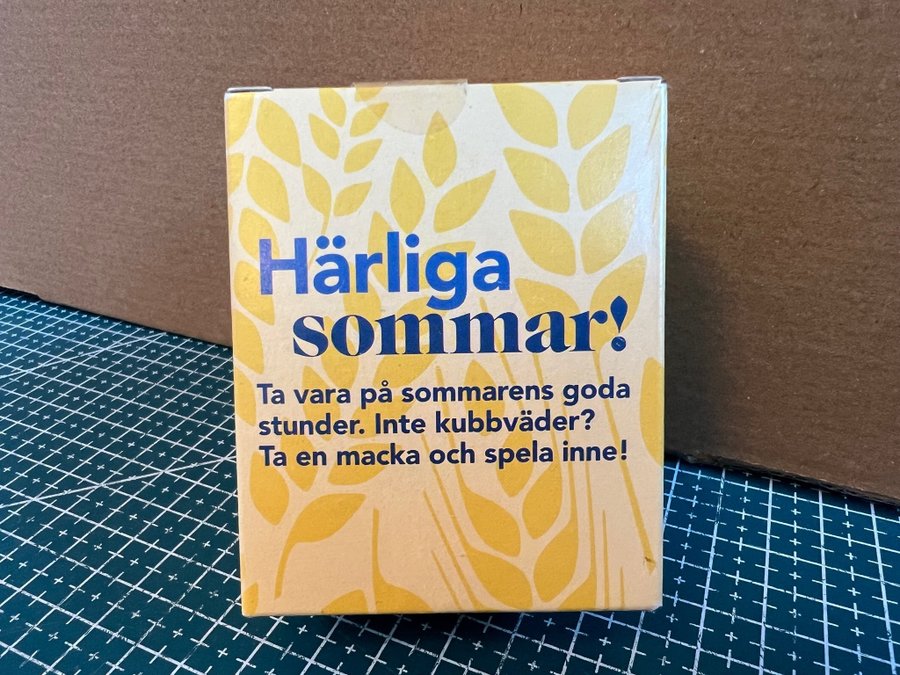 Härliga
sommar!
Ta vara på sommarens goda
stunder. Inte kubbväder?
Ta en macka och spela inne!